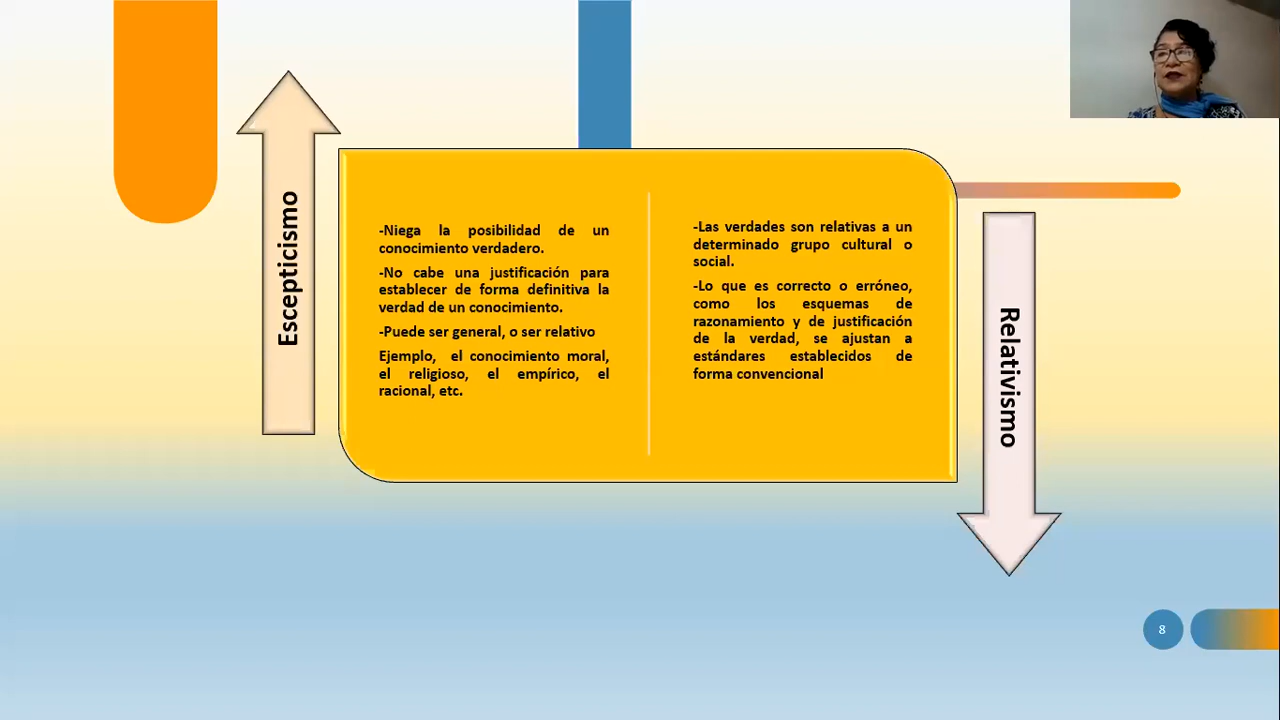 Escepticismo
-Niega la posibilidad de un
conocimiento verdadero.
-No cabe una justificación para
establecer de forma definitiva la
verdad de un conocimiento.
-Puede ser general, o ser relativo
Ejemplo, el conocimiento moral,
el religioso, el empírico, el
racional, etc.
-Las verdades son relativas a un
determinado grupo cultural o
social.
-Lo que es correcto o erróneo,
como los esquemas de
razonamiento y de justificación
de la verdad, se ajustan a
estándares establecidos de
forma convencional
Relativismo
8